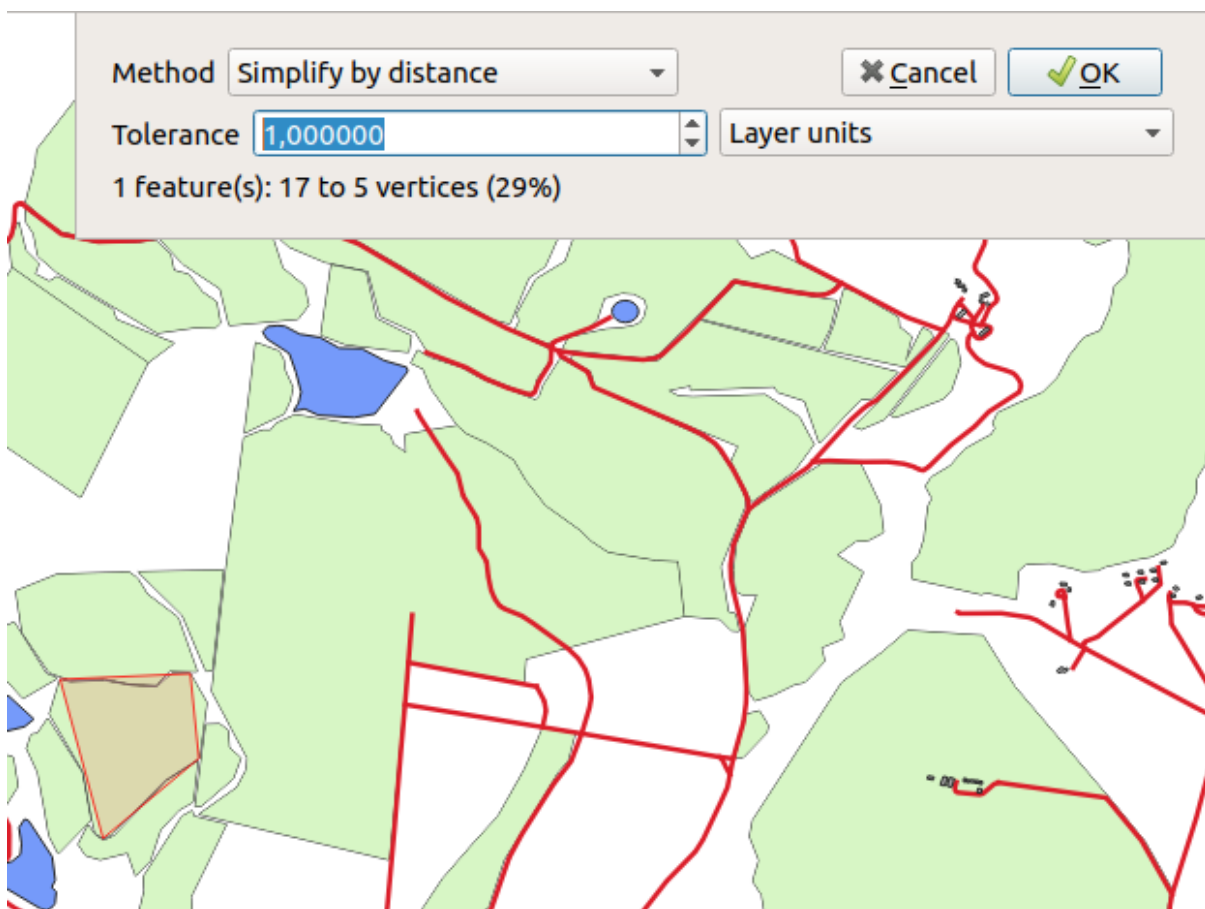 Method Simplify by distance Cancel OK
Tolerance 1,000000 Layer units
1 feature(s): 17 to 5 vertices (29%)